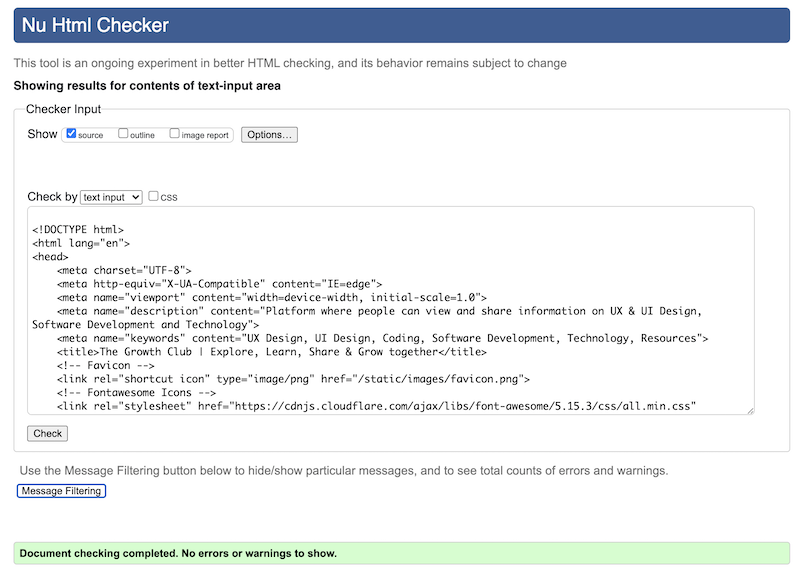 Nu Html Checker
This tool is an ongoing experiment in better HTML checking, and its behavior remains subject to change
Showing results for contents of text-input area
Checker Input
Show source outline image report Options...
Check by text input css
<!DOCTYPE html>
<html lang="en">
<head>
    <meta charset="UTF-8">
    <meta http-equiv="X-UA-Compatible" content="IE=edge">
    <meta name="viewport" content="width=device-width, initial-scale=1.0">
    <meta name="description" content="Platform where people can view and share information on UX & UI Design,
Software Development and Technology">
    <meta name="keywords" content="UX Design, UI Design, Coding, Software Development, Technology, Resources">
    <title>The Growth Club | Explore, Learn, Share & Grow together</title>
    <!-- Favicon -->
    <link rel="shortcut icon" type="image/png" href="/static/images/favicon.png">
    <!-- Fontawesome Icons -->
    <link rel="stylesheet" href="https://cdnjs.cloudflare.com/ajax/libs/font-awesome/5.15.3/css/all.min.css"
Check
Use the Message Filtering button below to hide/show particular messages, and to see total counts of errors and warnings.
Message Filtering
Document checking completed. No errors or warnings to show.